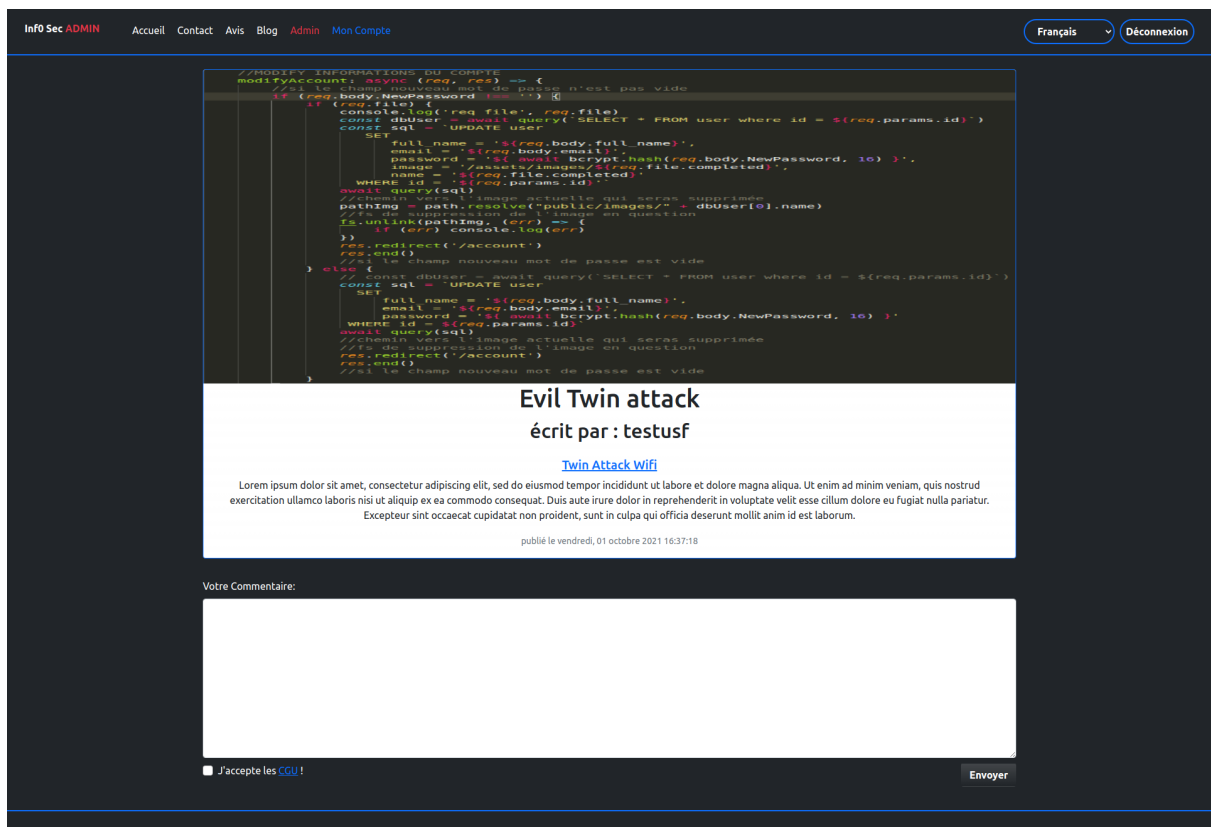 Inf0 Sec ADMIN
Accueil Contact Avis Blog Admin Mon Compte
Français
Déconnexion
//MODIFY INFORMATIONS DU COMPTE
modifyAccount: async (req, res) => {
//si le champ nouveau mot de passe n'est pas vide
if (req.body.NewPassword !== '') {
if (req.file) {
console.log('req file', req.file)
const dbUser = await query(`SELECT * FROM user where id = ${req.params.id}`)
const sql = `UPDATE user
SET
full_name = '${req.body.full_name}',
email = '${req.body.email}',
password = '${ await bcrypt.hash(req.body.NewPassword, 16) }',
image = '/assets/images/${req.file.completed}',
name = '${req.file.completed}'
WHERE id = '${req.params.id}'`
await query(sql)
//chemin vers l'image actuelle qui seras supprimée
pathImg = path.resolve("public/images/" + dbUser[0].name)
//fs de suppression de l'image en question
fs.unlink(pathImg, (err) => {
if (err) console.log(err)
})
res.redirect('/account')
res.end()
//si le champ nouveau mot de passe est vide
} else {
// const dbUser = await query(`SELECT * FROM user where id = ${req.params.id}`)
const sql = `UPDATE user
SET
full_name = '${req.body.full_name}',
email = '${req.body.email}',
password = '${ await bcrypt.hash(req.body.NewPassword, 16) }'
WHERE id = ${req.params.id}`
await query(sql)
//chemin vers l'image actuelle qui seras supprimée
//fs de suppression de l'image en question
res.redirect('/account')
res.end()
//si le champ nouveau mot de passe est vide
}
Evil Twin attack
écrit par : testusf
Twin Attack Wifi
Lorem ipsum dolor sit amet, consectetur adipiscing elit, sed do eiusmod tempor incididunt ut labore et dolore magna aliqua. Ut enim ad minim veniam, quis nostrud
exercitation ullamco laboris nisi ut aliquip ex ea commodo consequat. Duis aute irure dolor in reprehenderit in voluptate velit esse cillum dolore eu fugiat nulla pariatur.
Excepteur sint occaecat cupidatat non proident, sunt in culpa qui officia deserunt mollit anim id est laborum.
publié le vendredi, 01 octobre 2021 16:37:18
Votre Commentaire:
J'accepte les CGU !
Envoyer